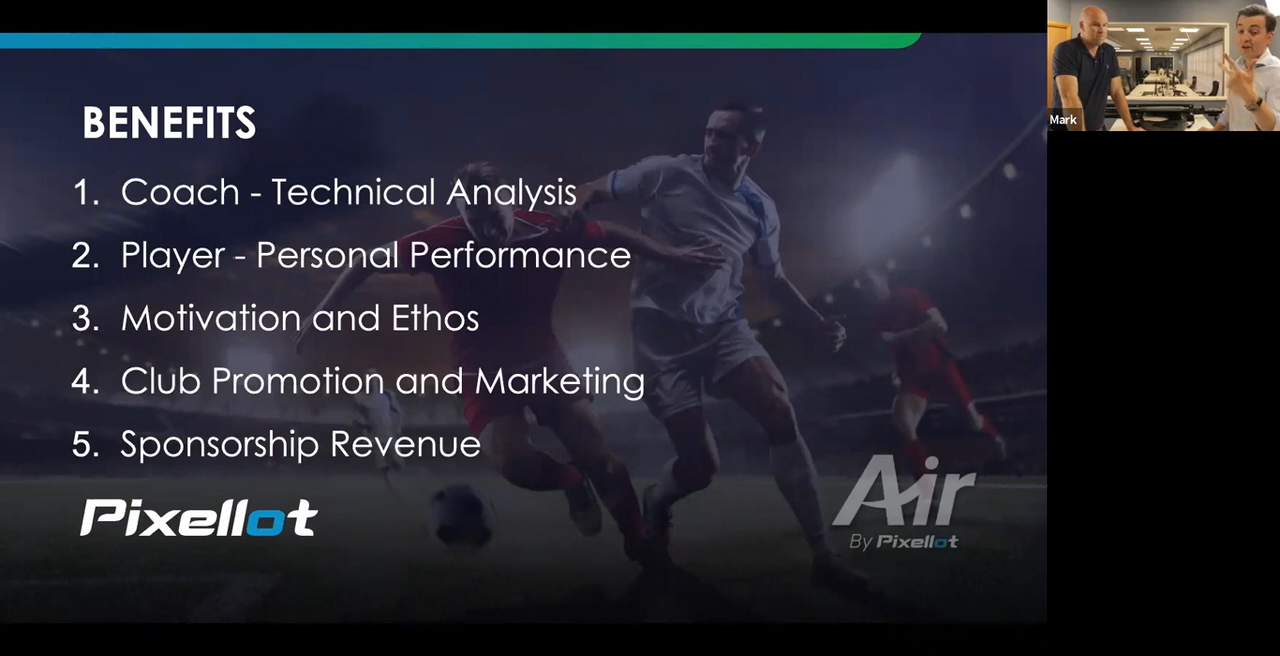 BENEFITS
1. Coach - Technical Analysis
2. Player - Personal Performance
3. Motivation and Ethos
4. Club Promotion and Marketing
5. Sponsorship Revenue
Pixellot
Air
By Pixellot
Mark